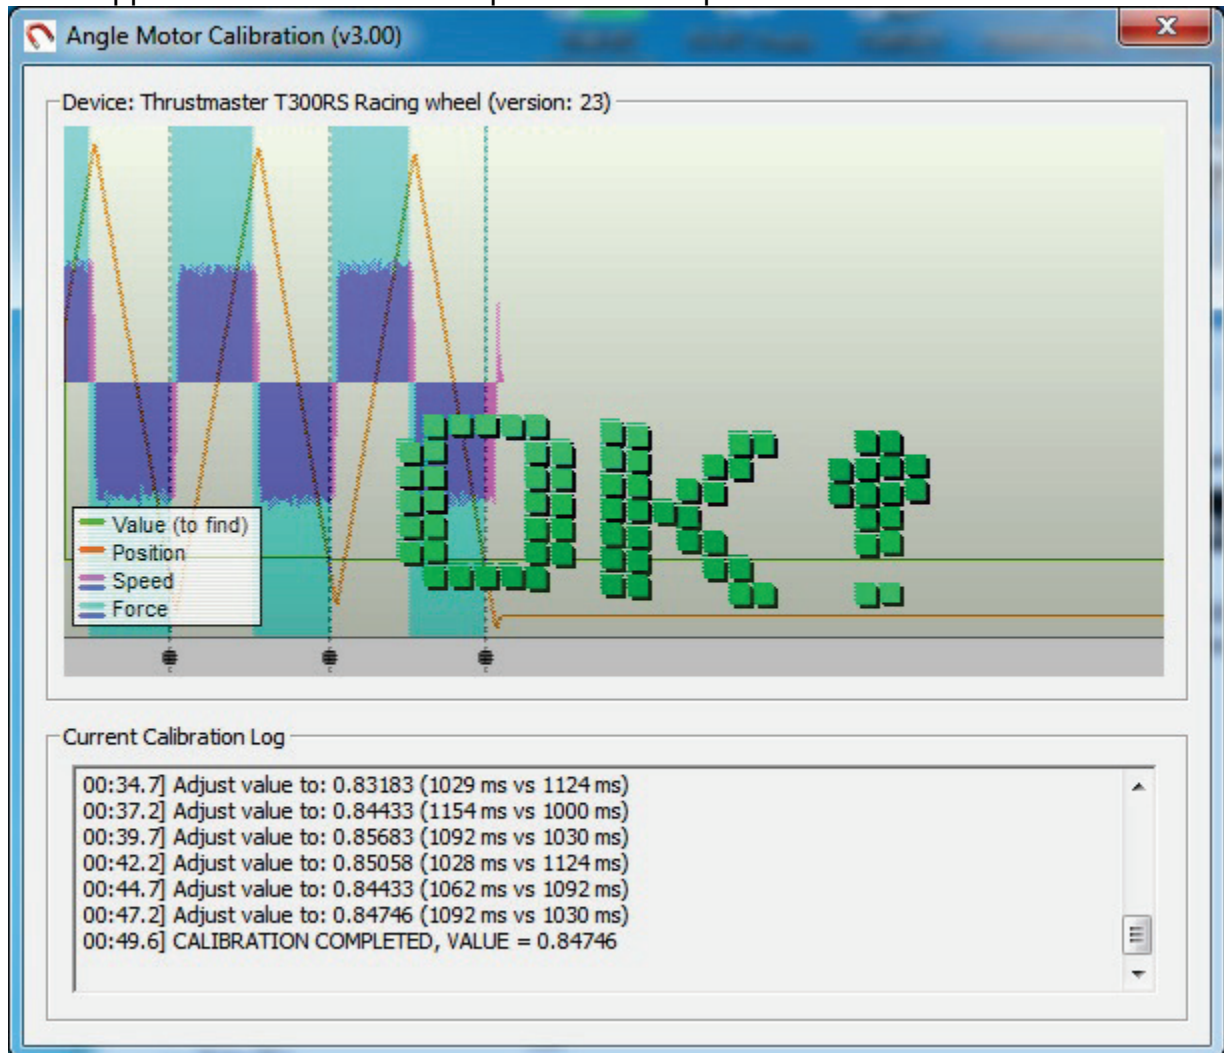 Angle Motor Calibration (v3.00)
Device: Thrustmaster T300RS Racing wheel (version: 23)
OK !
Value (to find)
Position
Speed
Force
Current Calibration Log
00:34.7] Adjust value to: 0.83183 (1029 ms vs 1124 ms)
00:37.2] Adjust value to: 0.84433 (1154 ms vs 1000 ms)
00:39.7] Adjust value to: 0.85683 (1092 ms vs 1030 ms)
00:42.2] Adjust value to: 0.85058 (1028 ms vs 1124 ms)
00:44.7] Adjust value to: 0.84433 (1062 ms vs 1092 ms)
00:47.2] Adjust value to: 0.84746 (1092 ms vs 1030 ms)
00:49.6] CALIBRATION COMPLETED, VALUE = 0.84746